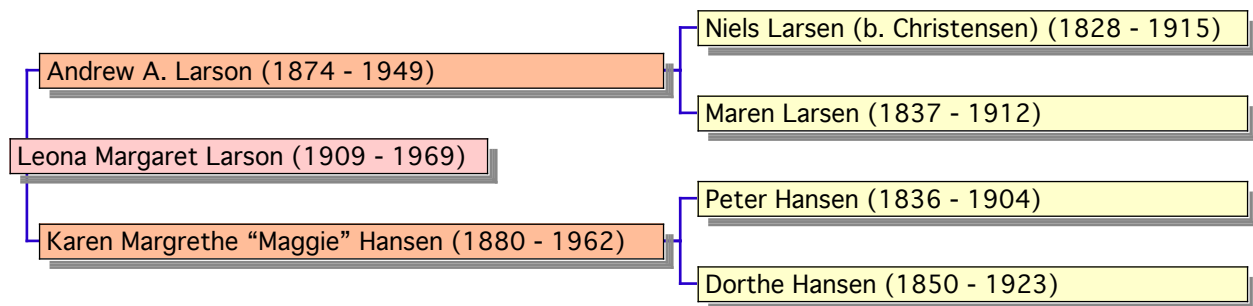 Niels Larsen (b. Christensen) (1828 - 1915)
Andrew A. Larson (1874 - 1949)
Maren Larsen (1837 - 1912)
Leona Margaret Larson (1909 - 1969)
Peter Hansen (1836 - 1904)
Karen Margrethe “Maggie” Hansen (1880 - 1962)
Dorthe Hansen (1850 - 1923)